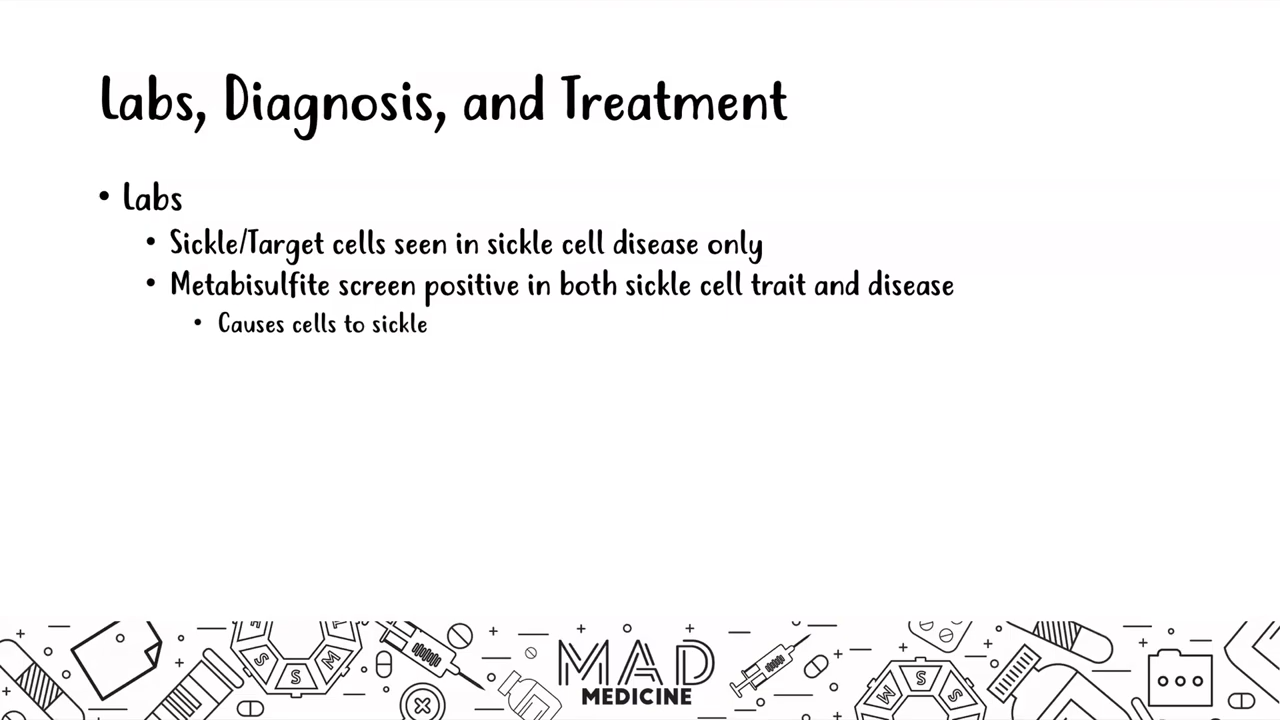 Labs, Diagnosis, and Treatment
• Labs
• Sickle/Target cells seen in sickle cell disease only
• Metabisulfite screen positive in both sickle cell trait and disease
• Causes cells to sickle
S
S
M
M
S
S
MAD
MEDICINE